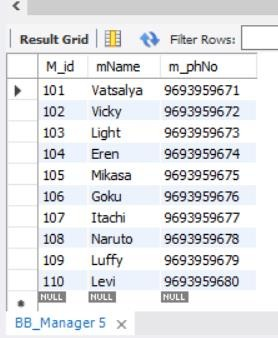 Result Grid Filter Rows:
M_id mName m_phNo
101 Vatsalya 9693959671
102 Vicky 9693959672
103 Light 9693959673
104 Eren 9693959674
105 Mikasa 9693959675
106 Goku 9693959676
107 Itachi 9693959677
108 Naruto 9693959678
109 Luffy 9693959679
110 Levi 9693959680
NULL NULL NULL
BB_Manager 5